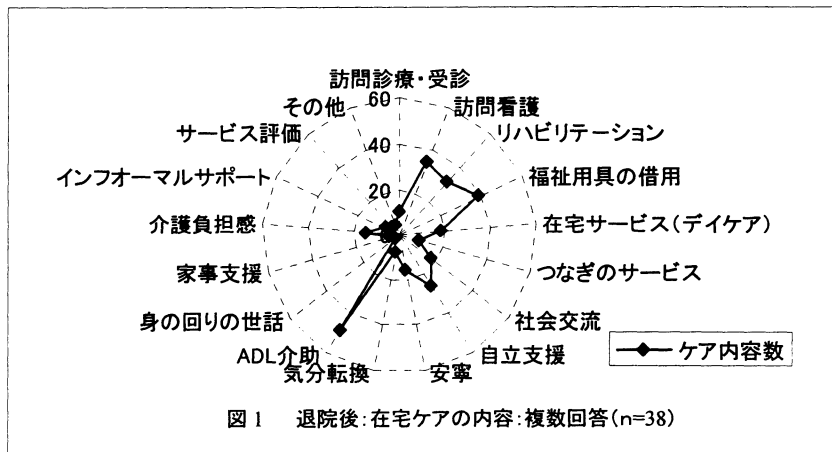 訪問診療・受診
60
その他
訪問看護
サービス評価
40
リハビリテーション
インフオーマルサポート
20
福祉用具の借用
介護負担感
在宅サービス(デイケア)
家事支援
つなぎのサービス
身の回りの世話
社会交流
ADL介助
自立支援
気分転換
安寧
ケア内容数
図1 退院後:在宅ケアの内容:複数回答(n=38)